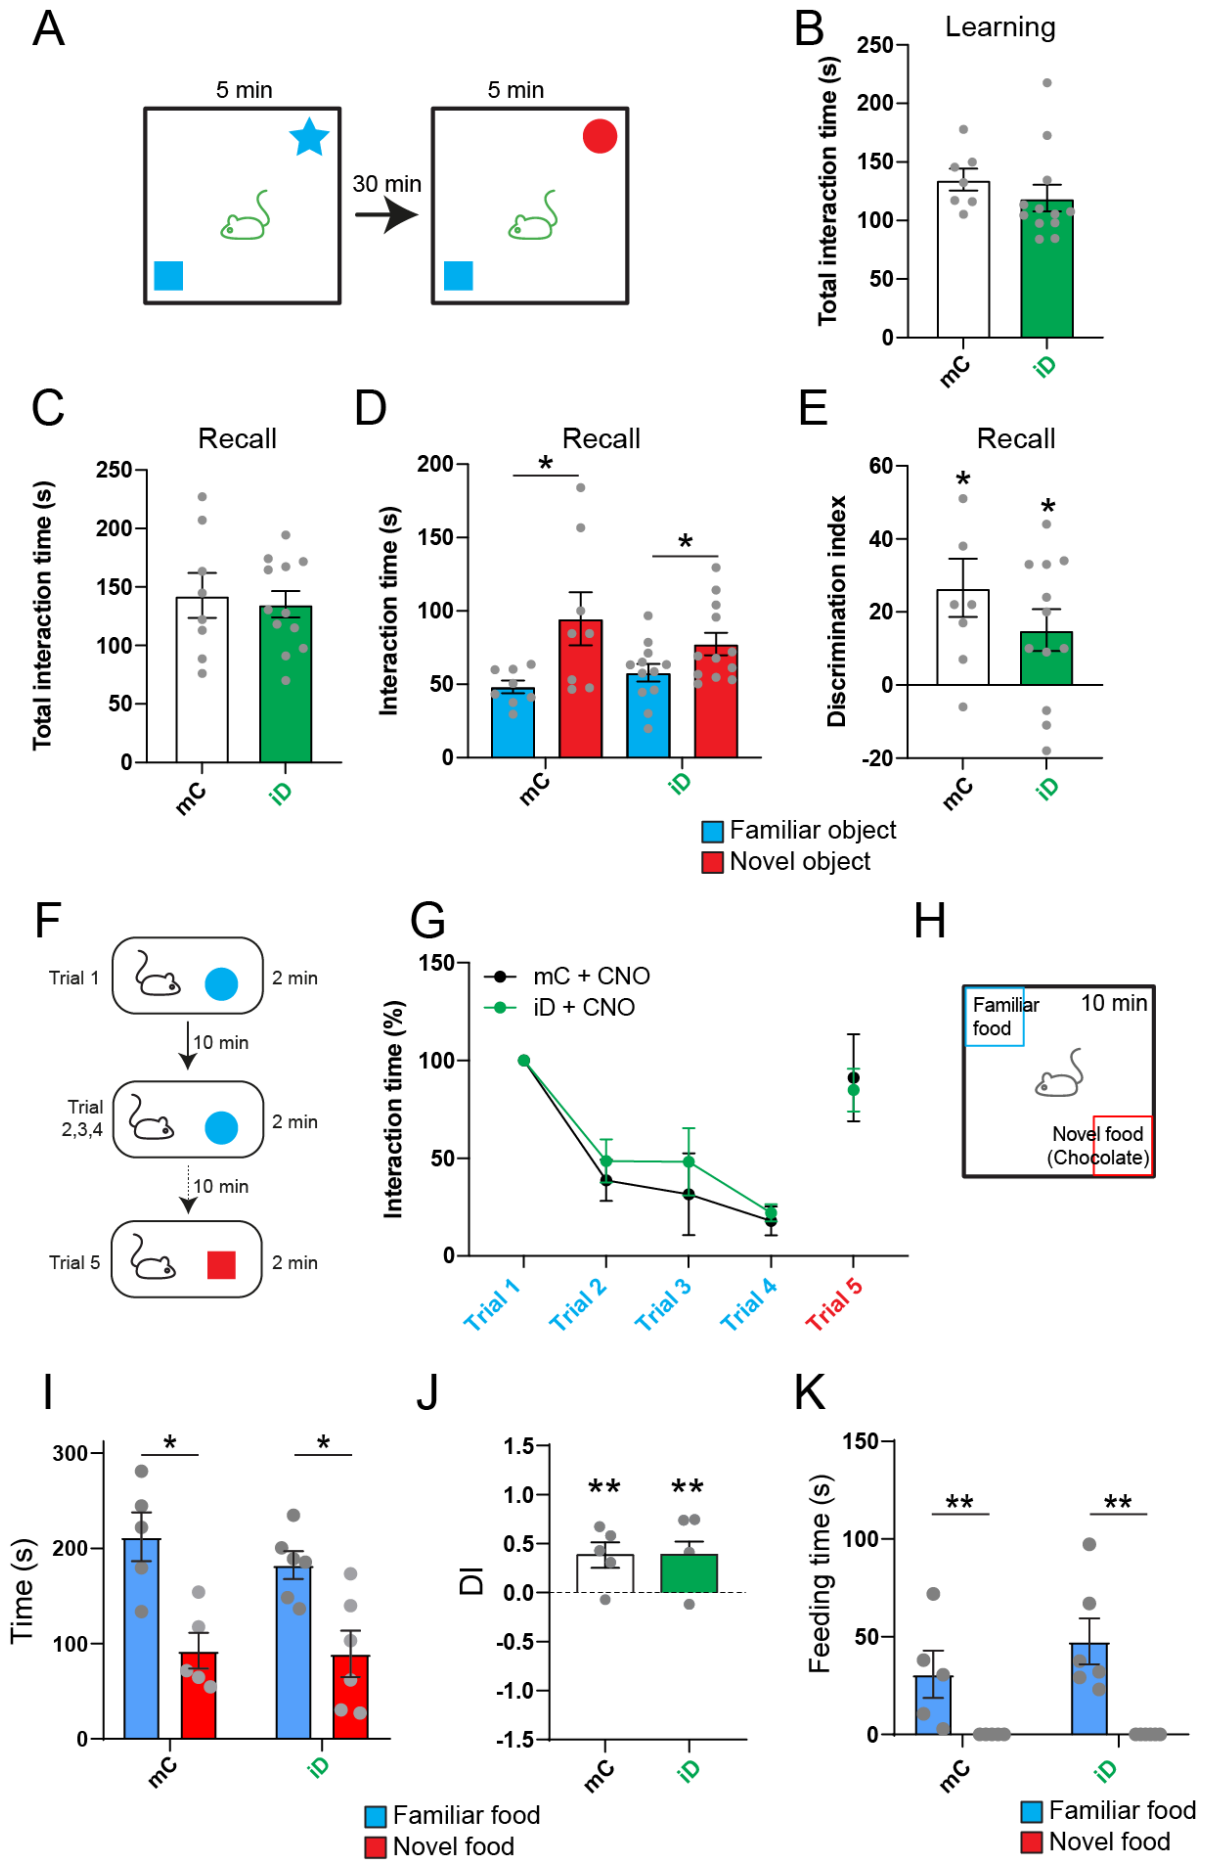 A
5 min
5 min
30 min
B
Learning
Total interaction time (s)
250
200
150
100
50
0
mC
iD
C
Recall
Total interaction time (s)
250
200
150
100
50
0
mC
iD
D
Recall
Interaction time (s)
200
150
100
50
0
*
*
mC
iD
Familiar object
Novel object
E
Recall
Discrimination index
60
40
20
0
-20
*
*
mC
iD
F
Trial 1
2 min
10 min
Trial
2,3,4
2 min
10 min
Trial 5
2 min
G
Interaction time (%)
150
100
50
0
mC + CNO
iD + CNO
Trial 1
Trial 2
Trial 3
Trial 4
Trial 5
H
Familiar
food
10 min
Novel food
(Chocolate)
I
Time (s)
300
200
100
0
*
*
mC
iD
Familiar food
Novel food
J
DI
1.5
1.0
0.5
0.0
-0.5
-1.0
-1.5
**
**
mC
iD
K
Feeding time (s)
150
100
50
0
**
**
mC
iD
Familiar food
Novel food